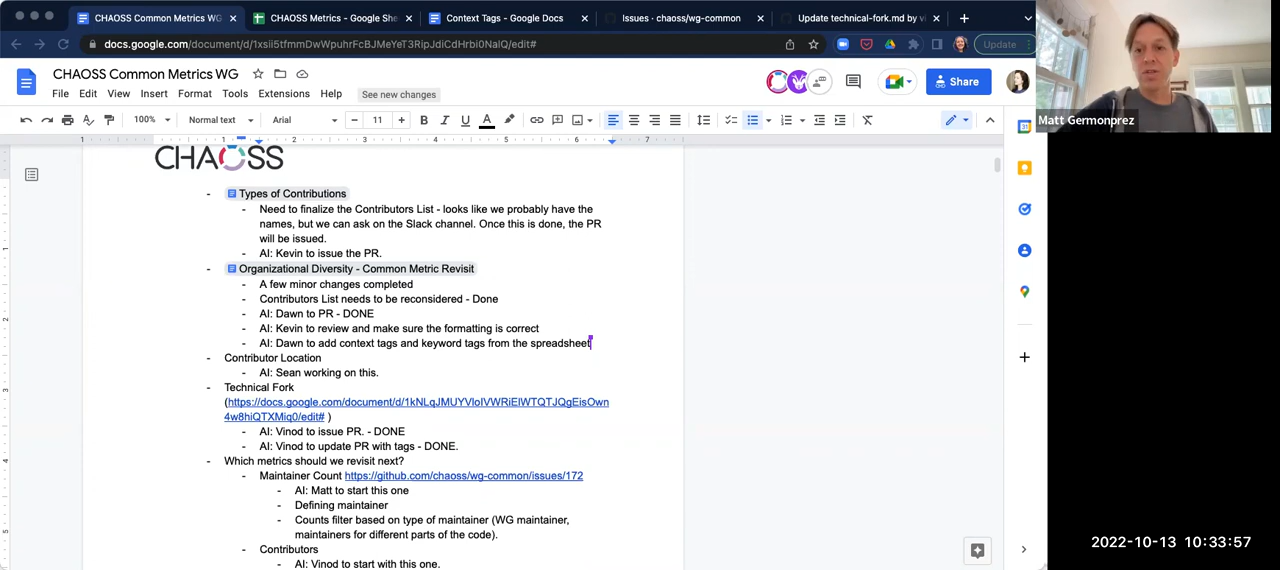 CHAOSS Common Metrics WG
CHAOSS Metrics - Google She
Context Tags - Google Docs
Issues · chaoss/wg-common
Update technical-fork.md by vi
docs.google.com/document/d/1xsii5tfmmDwWpuhrFcBJMeYeT3RipJdiCdHrbi0NalQ/edit#
Update
CHAOSS Common Metrics WG
Share
File Edit View Insert Format Tools Extensions Help See new changes
100% Normal text Arial 11
Matt Germonprez
CHAOSS
- Types of Contributions
- Need to finalize the Contributors List - looks like we probably have the
names, but we can ask on the Slack channel. Once this is done, the PR
will be issued.
- AI: Kevin to issue the PR.
- Organizational Diversity - Common Metric Revisit
- A few minor changes completed
- Contributors List needs to be reconsidered - Done
- AI: Dawn to PR - DONE
- AI: Kevin to review and make sure the formatting is correct
- AI: Dawn to add context tags and keyword tags from the spreadsheet
- Contributor Location
- AI: Sean working on this.
- Technical Fork
(https://docs.google.com/document/d/1kNLqJMUYVloIVWRiElWTQTJQgEisOwn
4w8hiQTXMiq0/edit# )
- AI: Vinod to issue PR. - DONE
- AI: Vinod to update PR with tags - DONE.
- Which metrics should we revisit next?
- Maintainer Count https://github.com/chaoss/wg-common/issues/172
- AI: Matt to start this one
- Defining maintainer
- Counts filter based on type of maintainer (WG maintainer,
maintainers for different parts of the code).
- Contributors
- AI: Vinod to start with this one.
2022-10-13 10:33:57